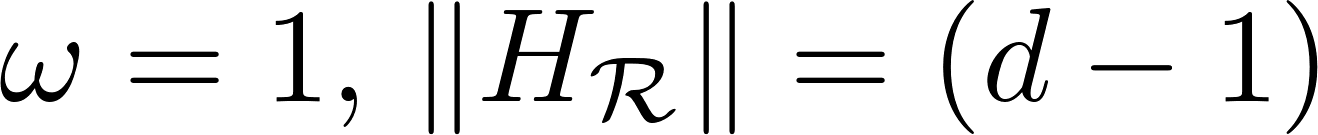 ω = 1, ‖H_ℛ‖ = (d − 1)